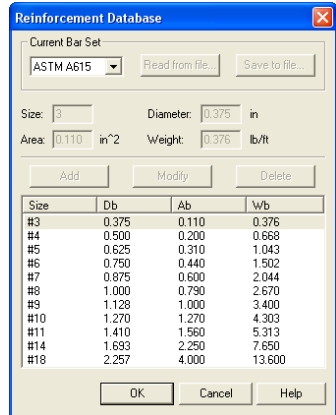 Reinforcement Database
Current Bar Set
ASTM A615 Read from file... Save to file...
Size: 3 Diameter: 0.375 in
Area: 0.110 in^2 Weight: 0.376 lb/ft
Add Modify Delete
Size Db Ab Wb
#3 0.375 0.110 0.376
#4 0.500 0.200 0.668
#5 0.625 0.310 1.043
#6 0.750 0.440 1.502
#7 0.875 0.600 2.044
#8 1.000 0.790 2.670
#9 1.128 1.000 3.400
#10 1.270 1.270 4.303
#11 1.410 1.560 5.313
#14 1.693 2.250 7.650
#18 2.257 4.000 13.600
OK Cancel Help